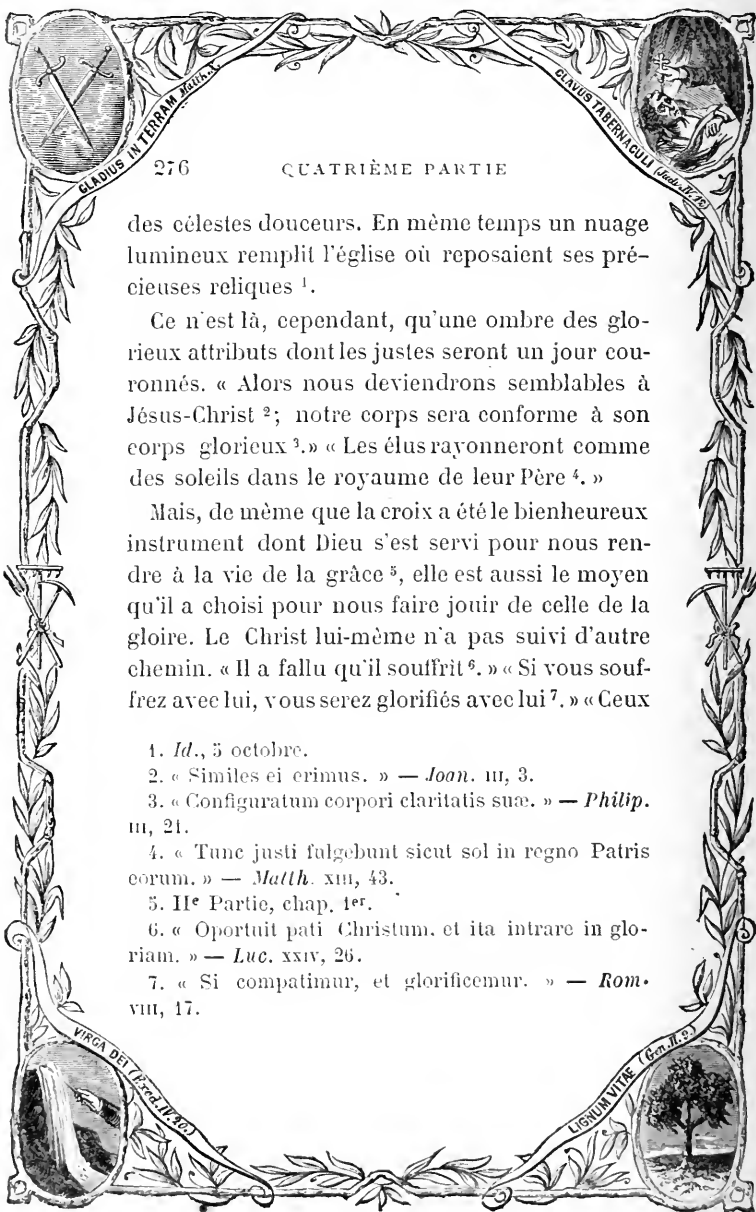 GLADIUS IN TERRAM Matth. X.
CLAVUS TABERNACULI (Jud. IV. 12)
276 QUATRIÈME PARTIE
des célestes douceurs. En même temps un nuage
lumineux remplit l'église où reposaient ses pré-
cieuses reliques ¹.
Ce n'est là, cependant, qu'une ombre des glo-
rieux attributs dont les justes seront un jour cou-
ronnés. « Alors nous deviendrons semblables à
Jésus-Christ ²; notre corps sera conforme à son
corps glorieux ³.» « Les élus rayonneront comme
des soleils dans le royaume de leur Père ⁴. »
Mais, de même que la croix a été le bienheureux
instrument dont Dieu s'est servi pour nous ren-
dre à la vie de la grâce ⁵, elle est aussi le moyen
qu'il a choisi pour nous faire jouir de celle de la
gloire. Le Christ lui-même n'a pas suivi d'autre
chemin. « Il a fallu qu'il souffrît ⁶. » « Si vous souf-
frez avec lui, vous serez glorifiés avec lui ⁷. » « Ceux
1. Id., 5 octobre.
2. « Similes ei erimus. » — Joan. III, 3.
3. « Configuratum corpori claritatis suæ. » — Philip.
III, 21.
4. « Tunc justi fulgebunt sicut sol in regno Patris
eorum. » — Matth. XIII, 43.
5. IIe Partie, chap. 1er.
6. « Oportuit pati Christum. et ita intrare in glo-
riam. » — Luc. XXIV, 26.
7. « Si compatimur, et glorificemur. » — Rom.
VIII, 17.
VIRGA DEI (Exod. IV. 20.)
LIGNUM VITAE (Gen. II. 9.)